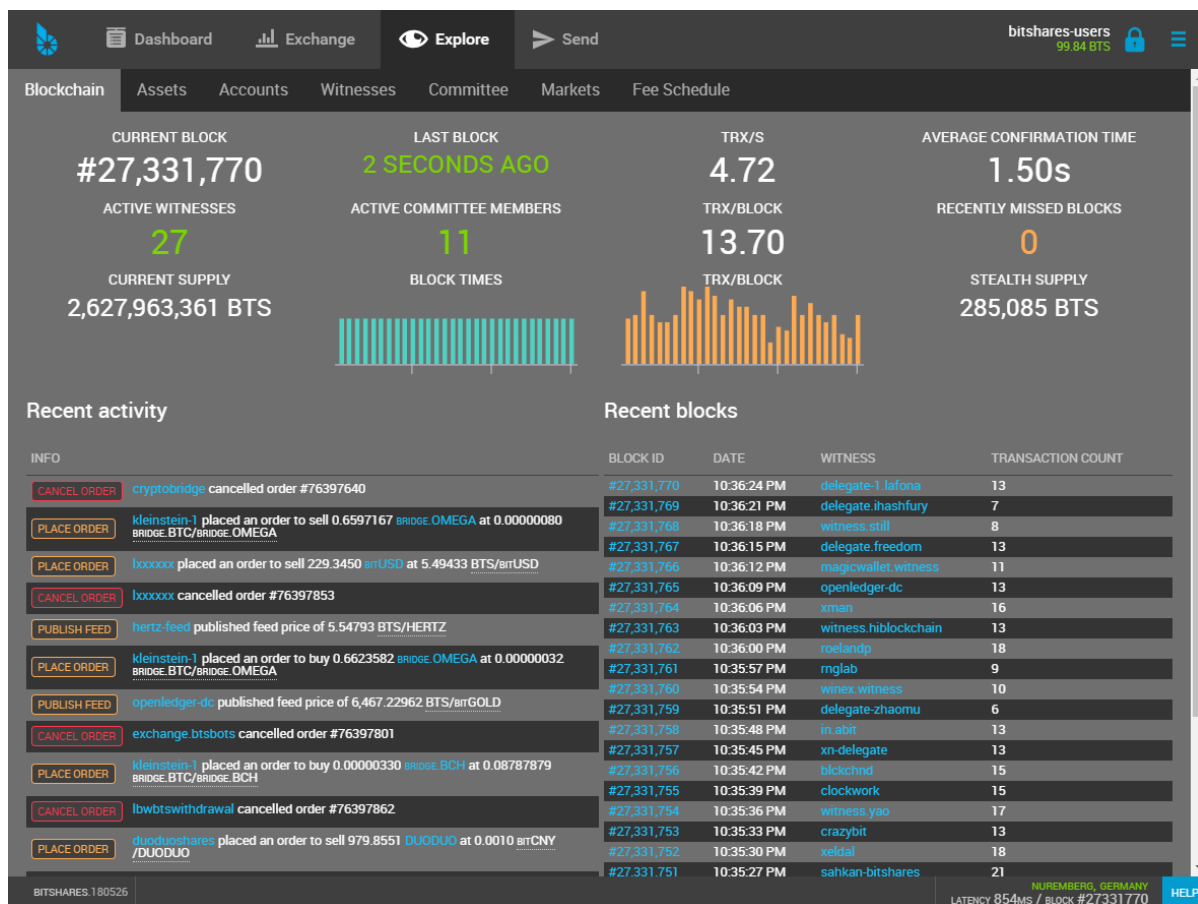 Dashboard Exchange Explore Send bitshares-users
99.84 BTS
Blockchain Assets Accounts Witnesses Committee Markets Fee Schedule
CURRENT BLOCK LAST BLOCK TRX/S AVERAGE CONFIRMATION TIME
#27,331,770 2 SECONDS AGO 4.72 1.50s
ACTIVE WITNESSES ACTIVE COMMITTEE MEMBERS TRX/BLOCK RECENTLY MISSED BLOCKS
27 11 13.70 0
CURRENT SUPPLY BLOCK TIMES TRX/BLOCK STEALTH SUPPLY
2,627,963,361 BTS 285,085 BTS
Recent activity
INFO
CANCEL ORDER cryptobridge cancelled order #76397640
PLACE ORDER kleinstein-1 placed an order to sell 0.6597167 BRIDGE.OMEGA at 0.00000080
BRIDGE.BTC/BRIDGE.OMEGA
PLACE ORDER lxxxxxx placed an order to sell 229.3450 BITUSD at 5.49433 BTS/BITUSD
CANCEL ORDER lxxxxxx cancelled order #76397853
PUBLISH FEED hertz-feed published feed price of 5.54793 BTS/HERTZ
PLACE ORDER kleinstein-1 placed an order to buy 0.6623582 BRIDGE.OMEGA at 0.00000032
BRIDGE.BTC/BRIDGE.OMEGA
PUBLISH FEED openledger-dc published feed price of 6,467.22962 BTS/BITGOLD
CANCEL ORDER exchange.btsbots cancelled order #76397801
PLACE ORDER kleinstein-1 placed an order to buy 0.00000330 BRIDGE.BCH at 0.08787879
BRIDGE.BTC/BRIDGE.BCH
CANCEL ORDER lbwbtswithdrawal cancelled order #76397862
PLACE ORDER duoduoshares placed an order to sell 979.8551 DUODUO at 0.0010 BITCNY
/DUODUO
Recent blocks
BLOCK ID DATE WITNESS TRANSACTION COUNT
#27,331,770 10:36:24 PM delegate-1.lafona 13
#27,331,769 10:36:21 PM delegate.ihashfury 7
#27,331,768 10:36:18 PM witness.still 8
#27,331,767 10:36:15 PM delegate.freedom 13
#27,331,766 10:36:12 PM magicwallet.witness 11
#27,331,765 10:36:09 PM openledger-dc 13
#27,331,764 10:36:06 PM xman 16
#27,331,763 10:36:03 PM witness.hiblockchain 13
#27,331,762 10:36:00 PM roelandp 18
#27,331,761 10:35:57 PM rnglab 9
#27,331,760 10:35:54 PM winex.witness 10
#27,331,759 10:35:51 PM delegate-zhaomu 6
#27,331,758 10:35:48 PM in.abit 13
#27,331,757 10:35:45 PM xn-delegate 13
#27,331,756 10:35:42 PM blckchnd 15
#27,331,755 10:35:39 PM clockwork 15
#27,331,754 10:35:36 PM witness.yao 17
#27,331,753 10:35:33 PM crazybit 13
#27,331,752 10:35:30 PM xeldal 18
#27,331,751 10:35:27 PM sahkan-bitshares 21
BITSHARES.180526
NUREMBERG, GERMANY
LATENCY 854MS / BLOCK #27331770
HELP